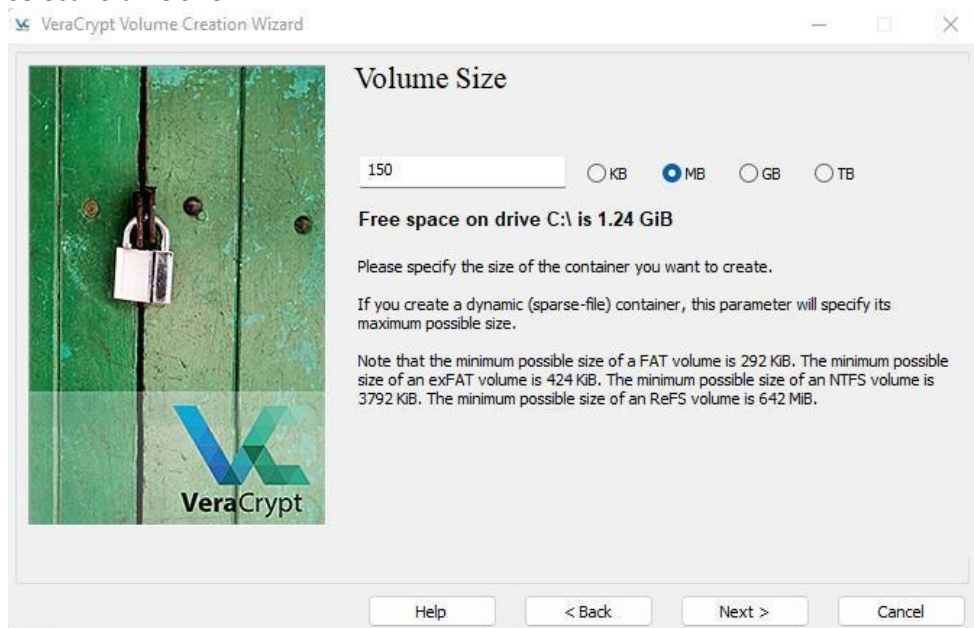 VeraCrypt Volume Creation Wizard
Volume Size
150
KB MB GB TB
Free space on drive C:\ is 1.24 GiB
Please specify the size of the container you want to create.
If you create a dynamic (sparse-file) container, this parameter will specify its
maximum possible size.
Note that the minimum possible size of a FAT volume is 292 KiB. The minimum possible
size of an exFAT volume is 424 KiB. The minimum possible size of an NTFS volume is
3792 KiB. The minimum possible size of an ReFS volume is 642 MiB.
VeraCrypt
Help < Back Next > Cancel